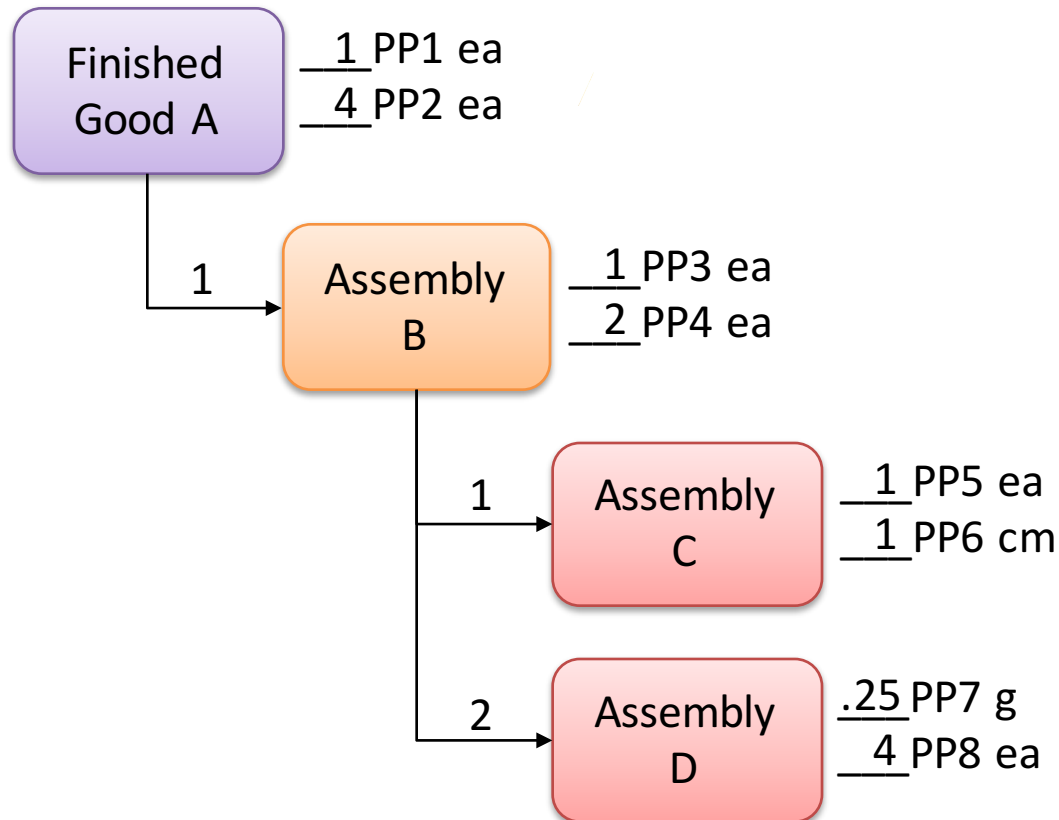 Finished
Good A
1 PP1 ea
4 PP2 ea
1
Assembly
B
1 PP3 ea
2 PP4 ea
1
Assembly
C
1 PP5 ea
1 PP6 cm
2
Assembly
D
.25 PP7 g
4 PP8 ea